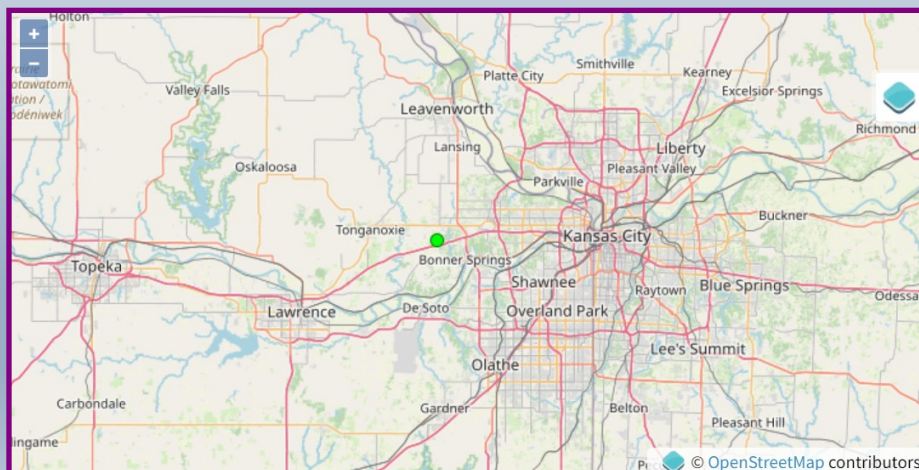 Holton
+
−
Platte City
Smithville
Kearney
Excelsior Springs
Valley Falls
Leavenworth
Richmond
Lansing
Liberty
Pleasant Valley
Oskaloosa
Parkville
Buckner
Tonganoxie
Kansas City
Bonner Springs
Topeka
Shawnee
Blue Springs
Raytown
Odessa
De Soto
Lawrence
Overland Park
Lee's Summit
Olathe
Carbondale
Gardner
Belton
Pleasant Hill
lingame
© OpenStreetMap contributors